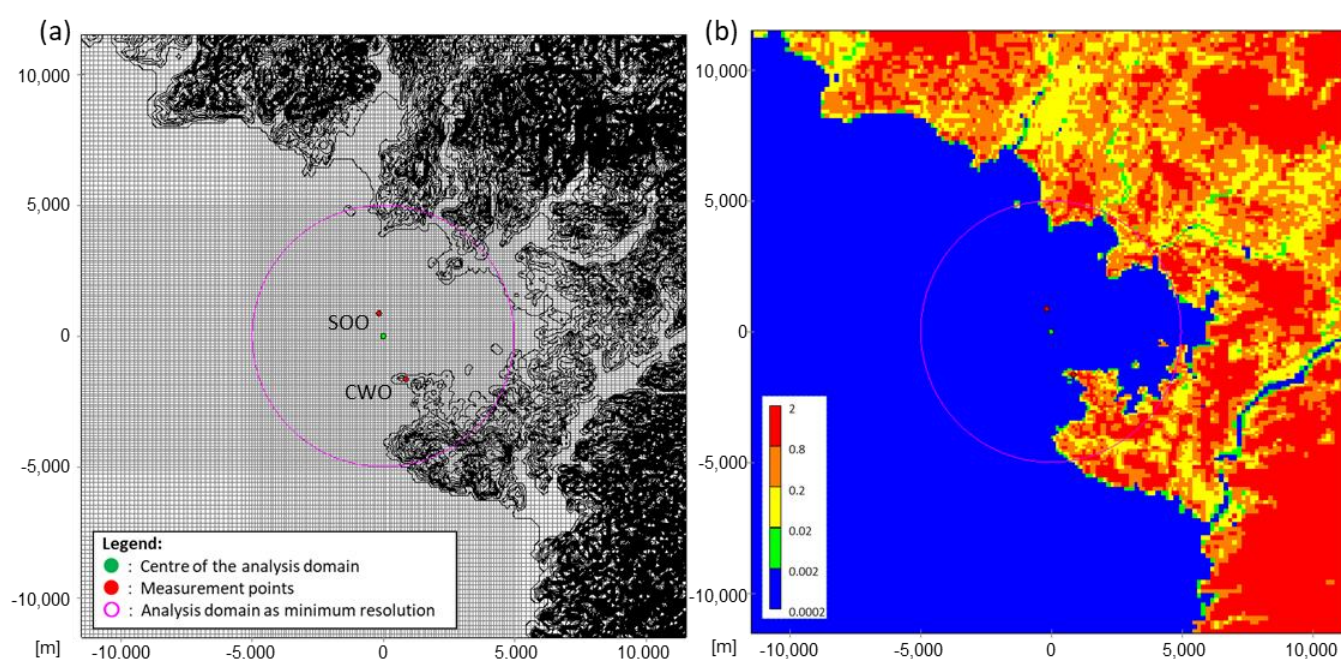 (a)
10,000
5,000
0
-5,000
-10,000
[m]
-10,000
-5,000
0
5,000
10,000
SOO
CWO
Legend:
: Centre of the analysis domain
: Measurement points
: Analysis domain as minimum resolution
(b)
10,000
5,000
0
-5,000
-10,000
[m]
-10,000
-5,000
0
5,000
10,000
2
0.8
0.2
0.02
0.002
0.0002